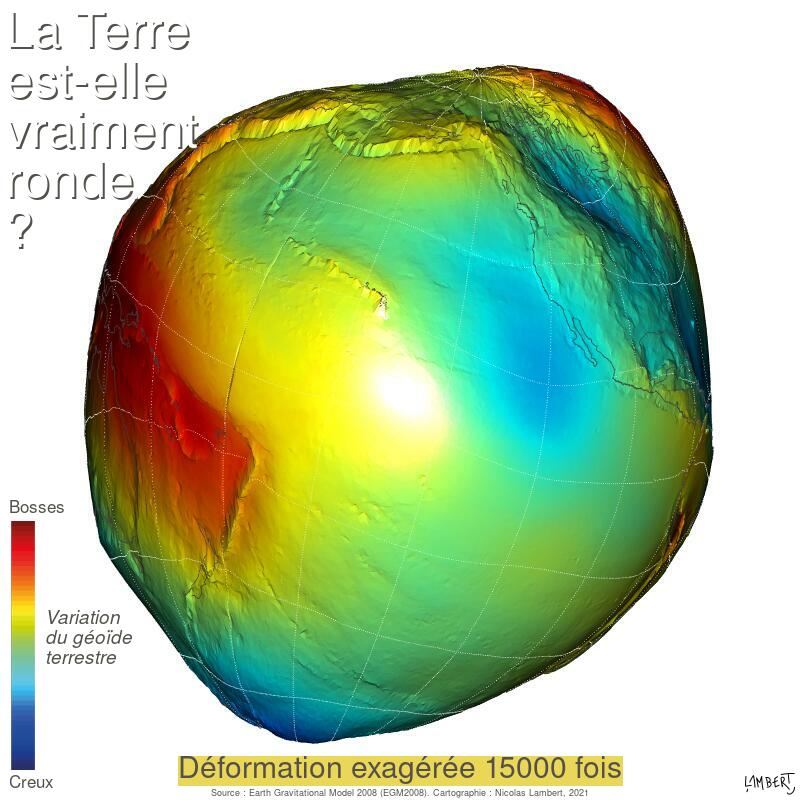 La Terre
est-elle
vraiment
ronde
?
Bosses
Variation
du géoïde
terrestre
Creux
Déformation exagérée 15000 fois
Source : Earth Gravitational Model 2008 (EGM2008). Cartographie : Nicolas Lambert, 2021
LAMBERT